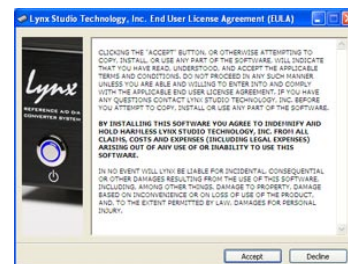 Lynx Studio Technology, Inc. End User License Agreement (EULA)
Lynx
REFERENCE AD DA
CONVERTER SYSTEM
CLICKING THE "ACCEPT" BUTTON, OR OTHERWISE ATTEMPTING TO
COPY, INSTALL, OR USE ANY PART OF THE SOFTWARE, WILL INDICATE
THAT YOU HAVE READ, UNDERSTOOD, AND ACCEPT THE APPLICABLE
TERMS AND CONDITIONS. DO NOT PROCEED IN ANY SUCH MANNER
UNLESS YOU ARE ABLE AND WILLING TO ENTER INTO AND COMPLY
WITH THE APPLICABLE END USER LICENSE AGREEMENT. IF YOU HAVE
ANY QUESTIONS CONTACT LYNX STUDIO TECHNOLOGY, INC. BEFORE
YOU ATTEMPT TO COPY, INSTALL OR USE ANY PART OF THE SOFTWARE.
BY INSTALLING THIS SOFTWARE YOU AGREE TO INDEMNIFY AND
HOLD HARMLESS LYNX STUDIO TECHNOLOGY, INC. FROM ALL
CLAIMS, COSTS AND EXPENSES (INCLUDING LEGAL EXPENSES)
ARISING OUT OF ANY USE OF OR INABILITY TO USE THIS
SOFTWARE.
IN NO EVENT WILL LYNX BE LIABLE FOR INCIDENTAL, CONSEQUENTIAL
OR OTHER DAMAGES RESULTING FROM THE USE OF THIS SOFTWARE,
INCLUDING, AMONG OTHER THINGS, DAMAGE TO PROPERTY, DAMAGE
BASED ON INCONVENIENCE OR ON LOSS OF USE OF THE PRODUCT,
AND, TO THE EXTENT PERMITTED BY LAW, DAMAGES FOR PERSONAL
INJURY.
Accept
Decline